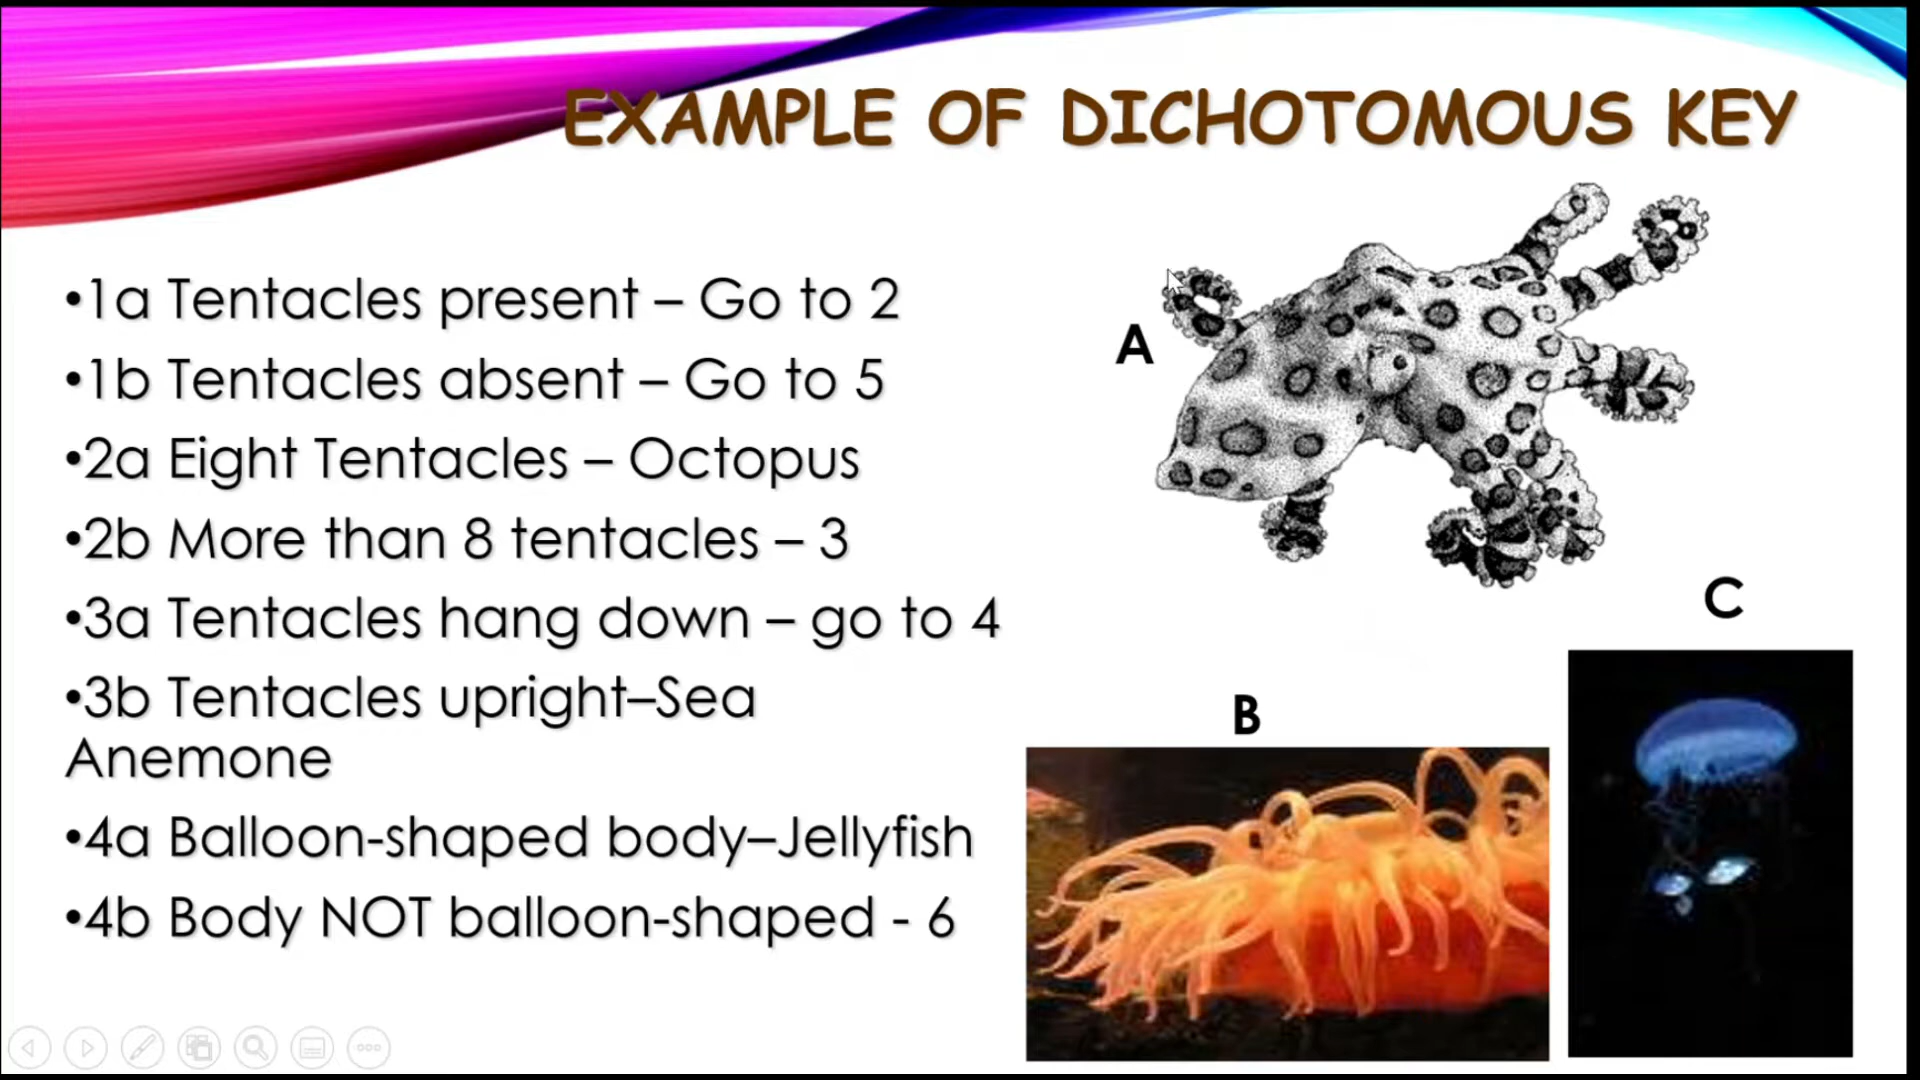 EXAMPLE OF DICHOTOMOUS KEY
•1a Tentacles present – Go to 2
•1b Tentacles absent – Go to 5
•2a Eight Tentacles – Octopus
•2b More than 8 tentacles – 3
•3a Tentacles hang down – go to 4
•3b Tentacles upright–Sea
Anemone
•4a Balloon-shaped body–Jellyfish
•4b Body NOT balloon-shaped - 6
A
B
C